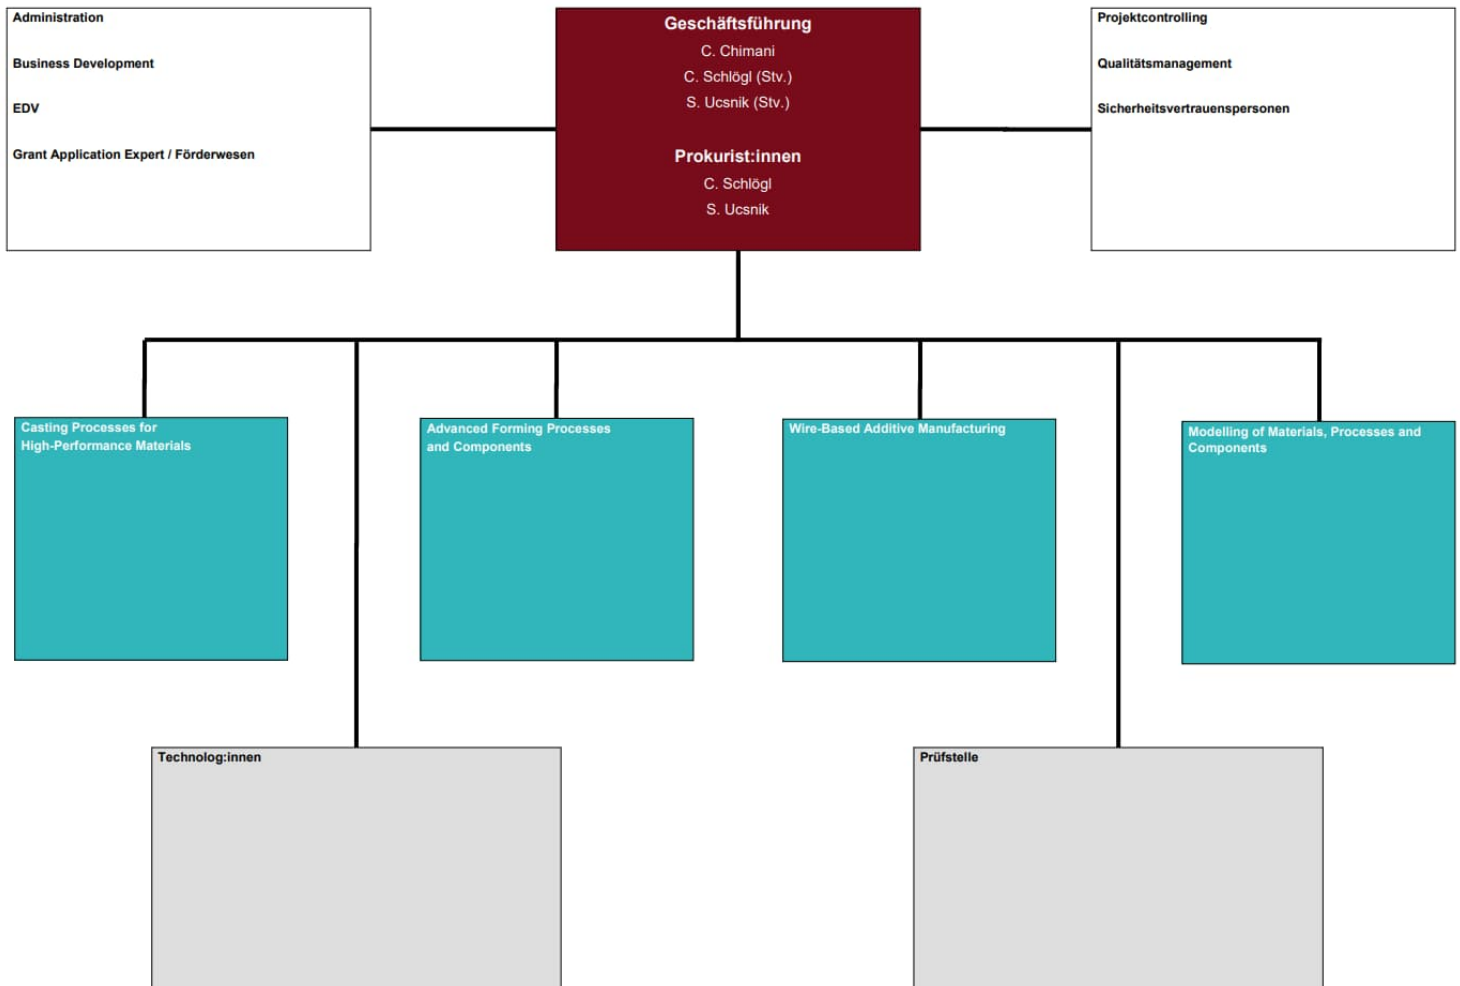 Administration
Business Development
EDV
Grant Application Expert / Förderwesen
Geschäftsführung
C. Chimani
C. Schlögl (Stv.)
S. Ucsnik (Stv.)
Prokurist:innen
C. Schlögl
S. Ucsnik
Projektcontrolling
Qualitätsmanagement
Sicherheitsvertrauenspersonen
Casting Processes for
High-Performance Materials
Advanced Forming Processes
and Components
Wire-Based Additive Manufacturing
Modelling of Materials, Processes and
Components
Technolog:innen
Prüfstelle